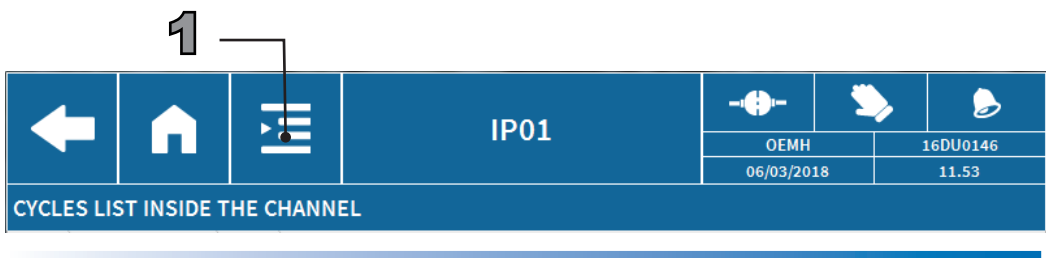 1
IP01
OEMH 16DU0146
06/03/2018 11.53
CYCLES LIST INSIDE THE CHANNEL